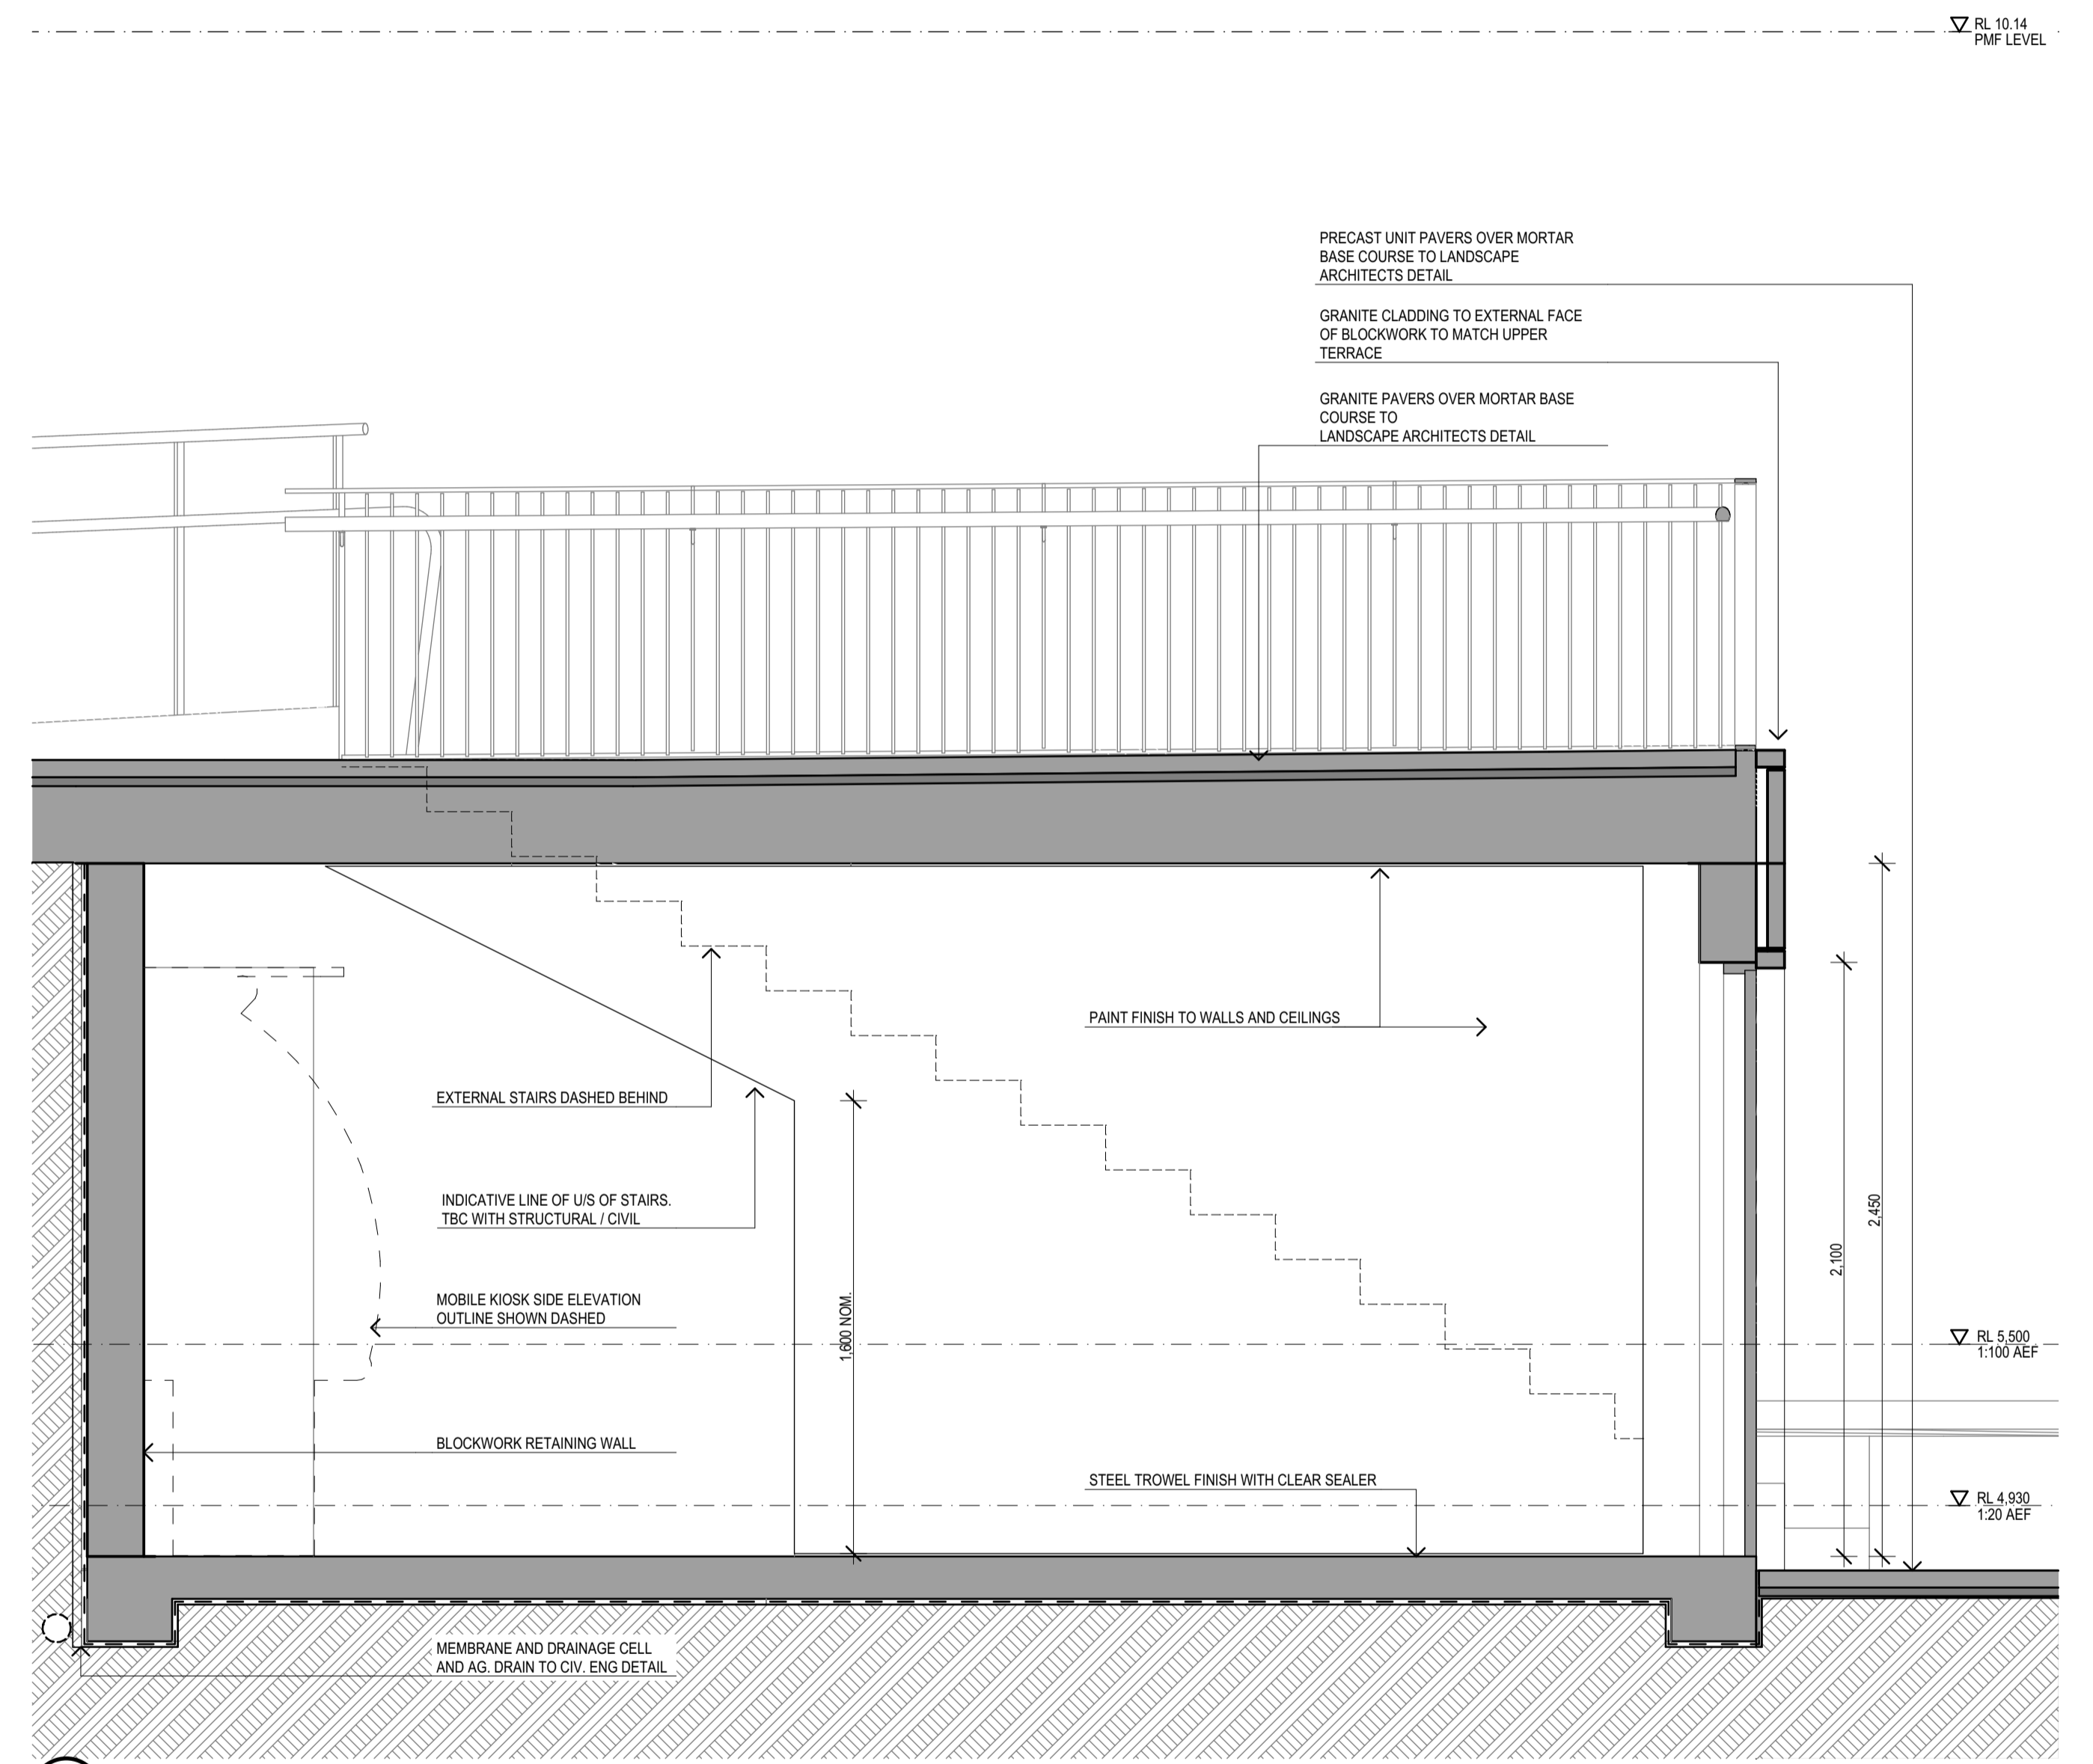 RL 10.14
PMF LEVEL
PRECAST UNIT PAVERS OVER MORTAR
BASE COURSE TO LANDSCAPE
ARCHITECTS DETAIL
GRANITE CLADDING TO EXTERNAL FACE
OF BLOCKWORK TO MATCH UPPER
TERRACE
GRANITE PAVERS OVER MORTAR BASE
COURSE TO
LANDSCAPE ARCHITECTS DETAIL
PAINT FINISH TO WALLS AND CEILINGS
EXTERNAL STAIRS DASHED BEHIND
INDICATIVE LINE OF U/S OF STAIRS.
TBC WITH STRUCTURAL / CIVIL
2,450
2,100
MOBILE KIOSK SIDE ELEVATION
OUTLINE SHOWN DASHED
1,600 NOM.
RL 5,500
1:100 AEF
BLOCKWORK RETAINING WALL
STEEL TROWEL FINISH WITH CLEAR SEALER
RL 4,930
1:20 AEF
MEMBRANE AND DRAINAGE CELL
AND AG. DRAIN TO CIV. ENG DETAIL